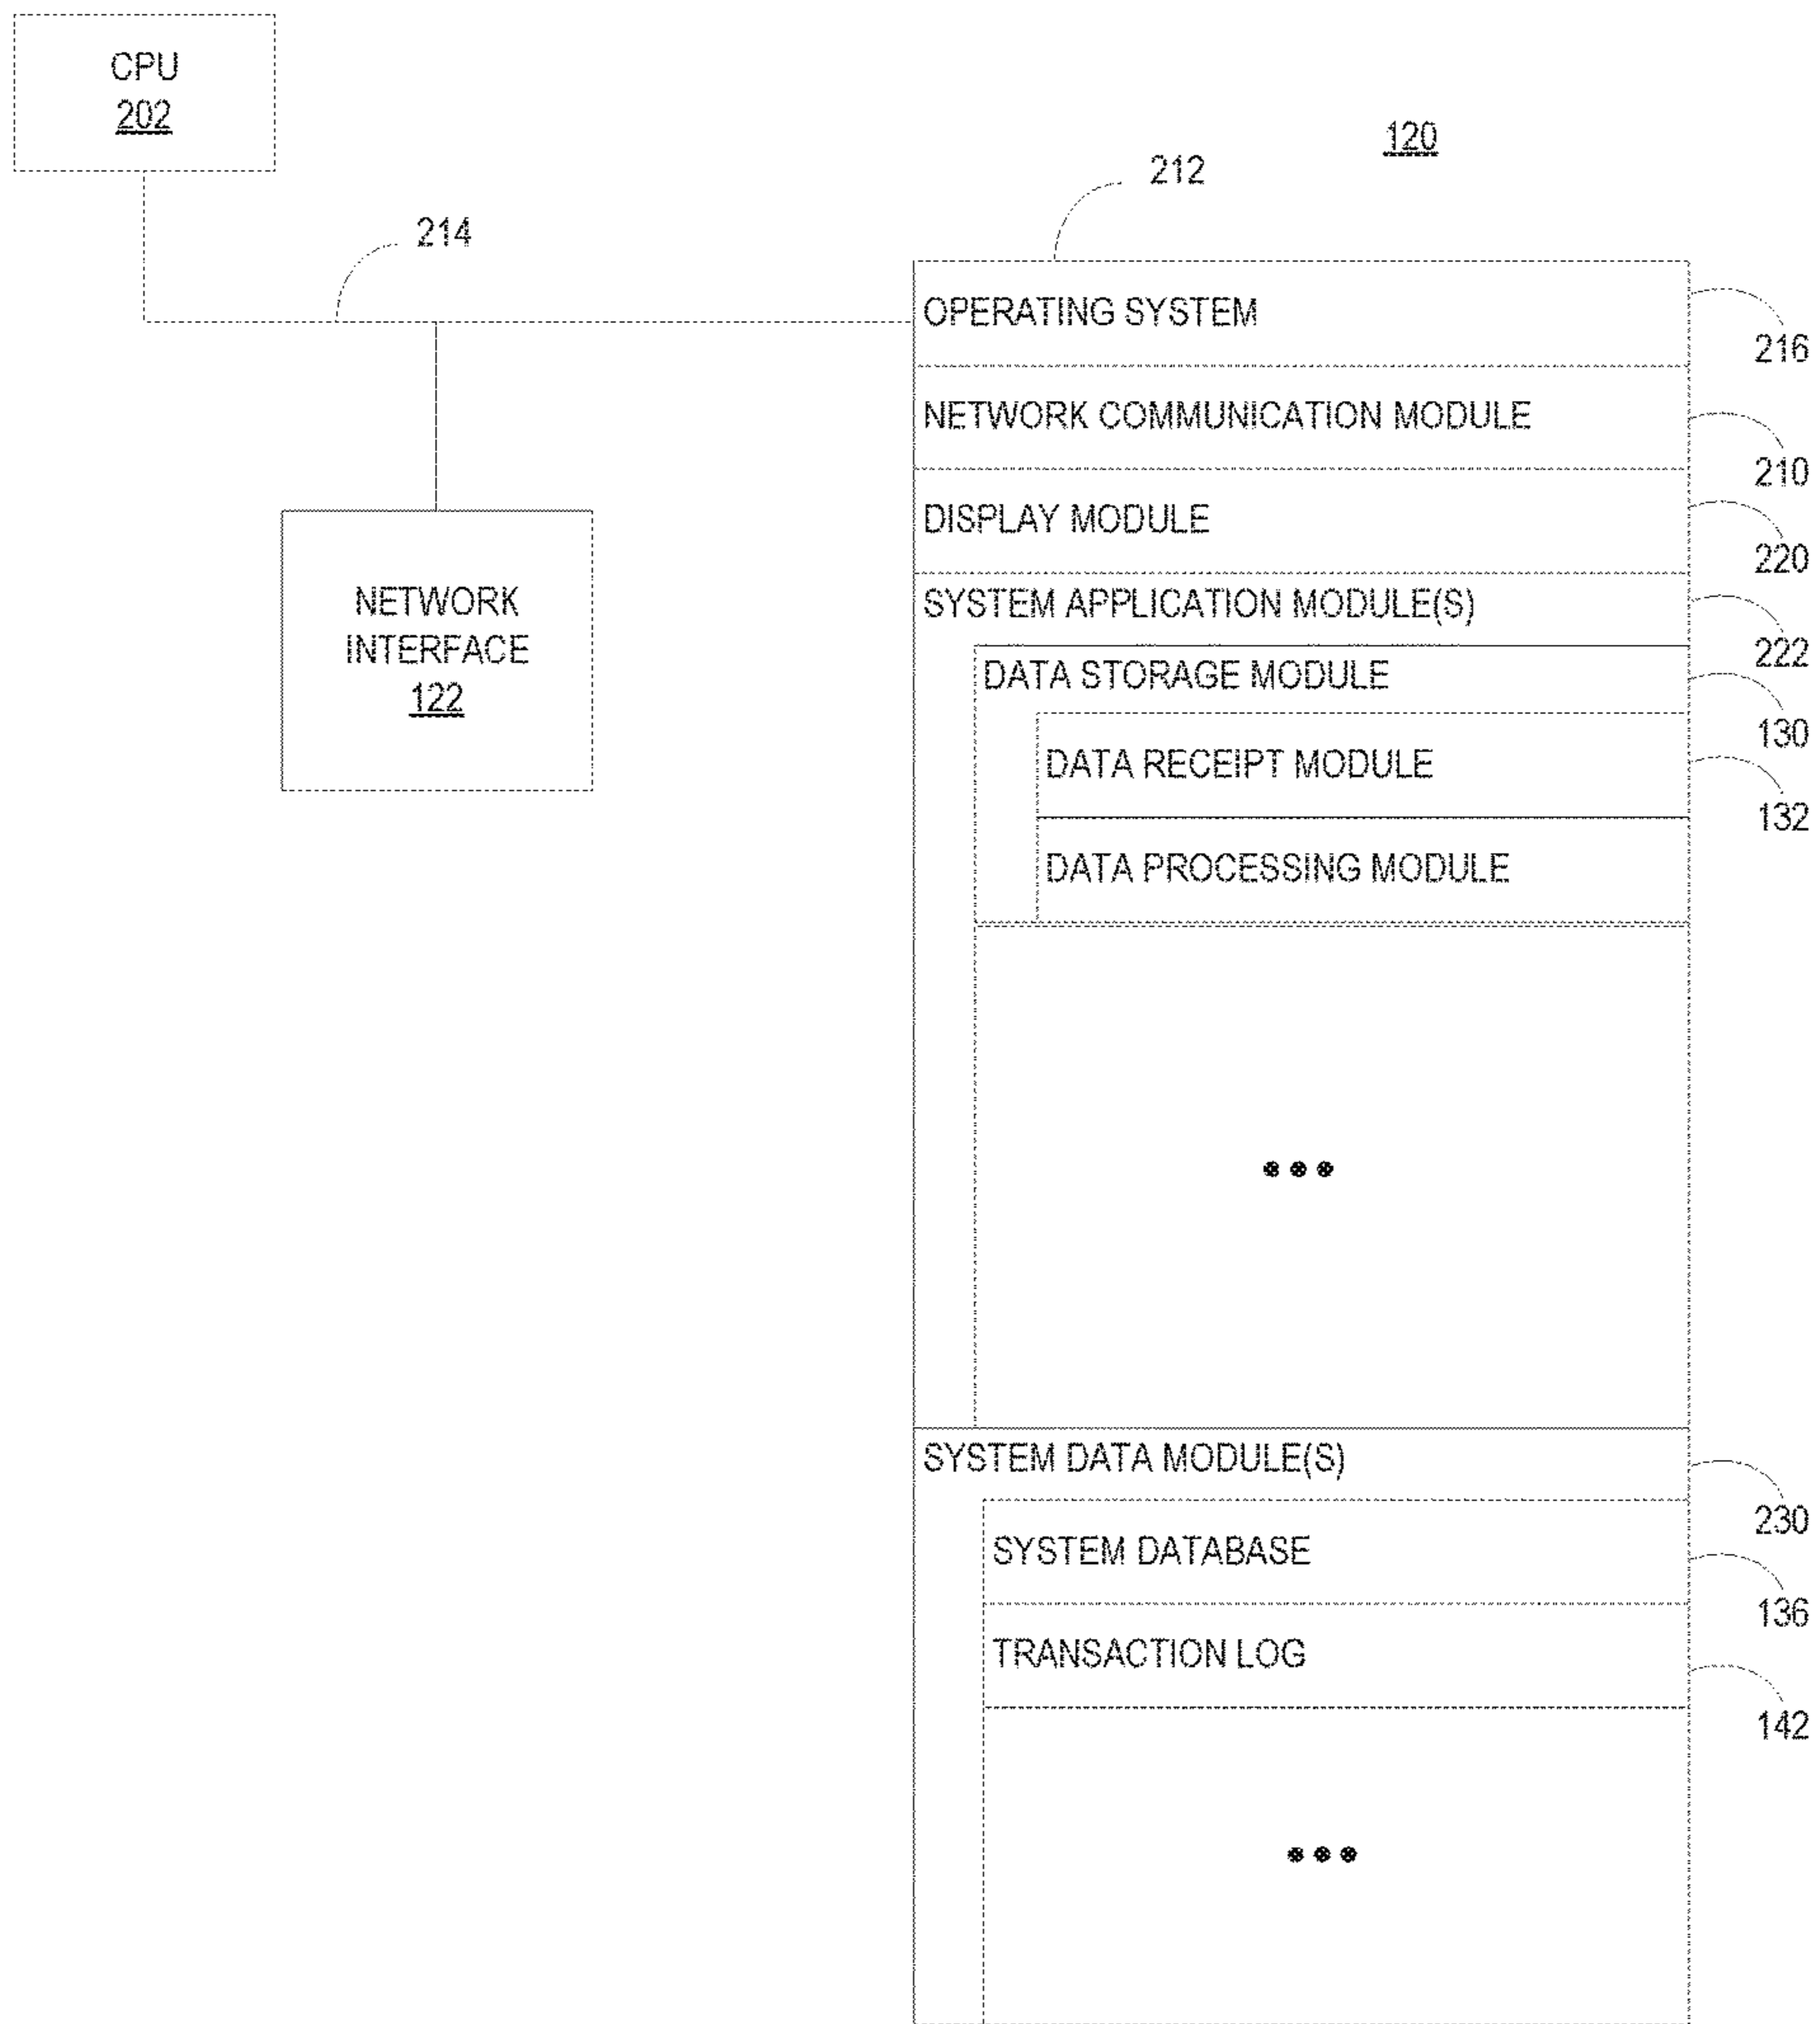 CPU
202
120
212
214
OPERATING SYSTEM
216
NETWORK COMMUNICATION MODULE
210
DISPLAY MODULE
220
NETWORK
INTERFACE
122
SYSTEM APPLICATION MODULE(S)
222
DATA STORAGE MODULE
130
DATA RECEIPT MODULE
132
DATA PROCESSING MODULE
•••
SYSTEM DATA MODULE(S)
230
SYSTEM DATABASE
136
TRANSACTION LOG
142
•••